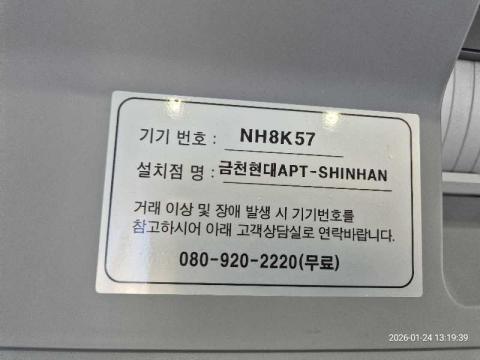 기기 번호 : NH8K57
설치점 명 : 금천현대APT-SHINHAN
거래 이상 및 장애 발생 시 기기번호를
참고하시어 아래 고객상담실로 연락바랍니다.
080-920-2220(무료)
2026-01-24 13:19:39